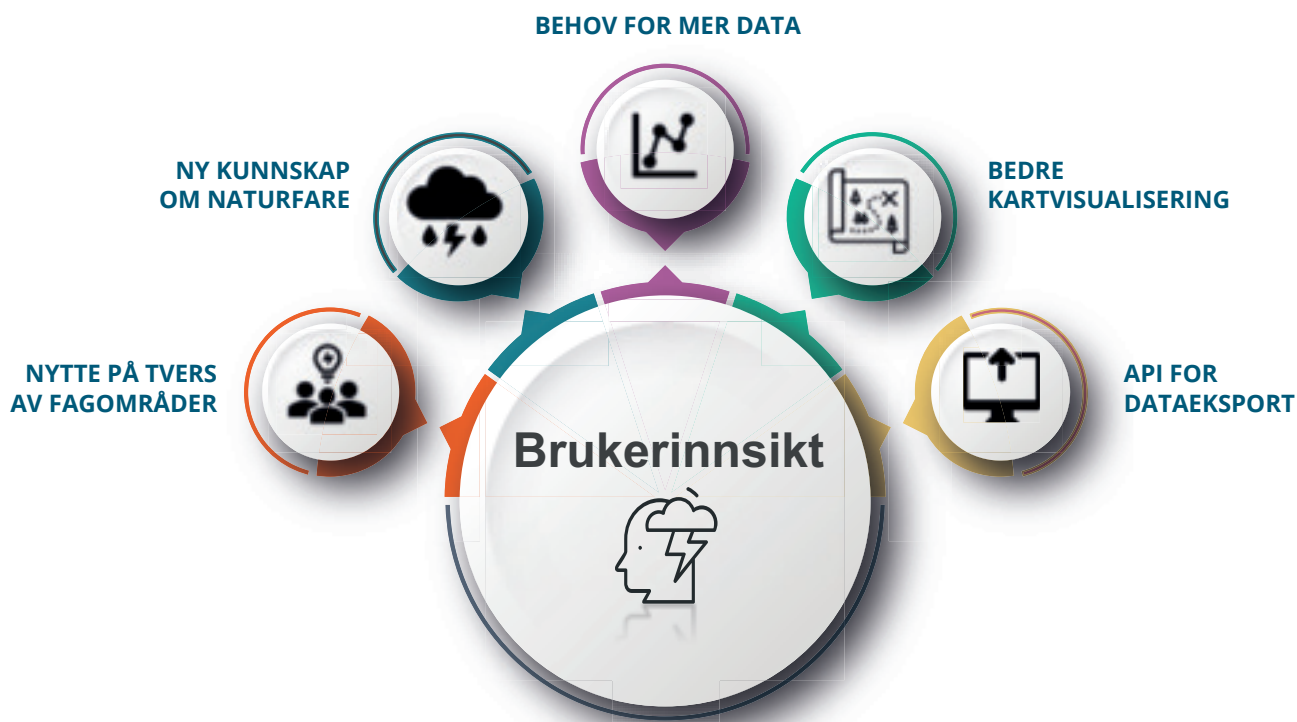 BEHOV FOR MER DATA
NY KUNNSKAP
OM NATURFARE
BEDRE
KARTVISUALISERING
NYTTE PÅ TVERS
AV FAGOMRÅDER
API FOR
DATAEKSPORT
Brukerinnsikt